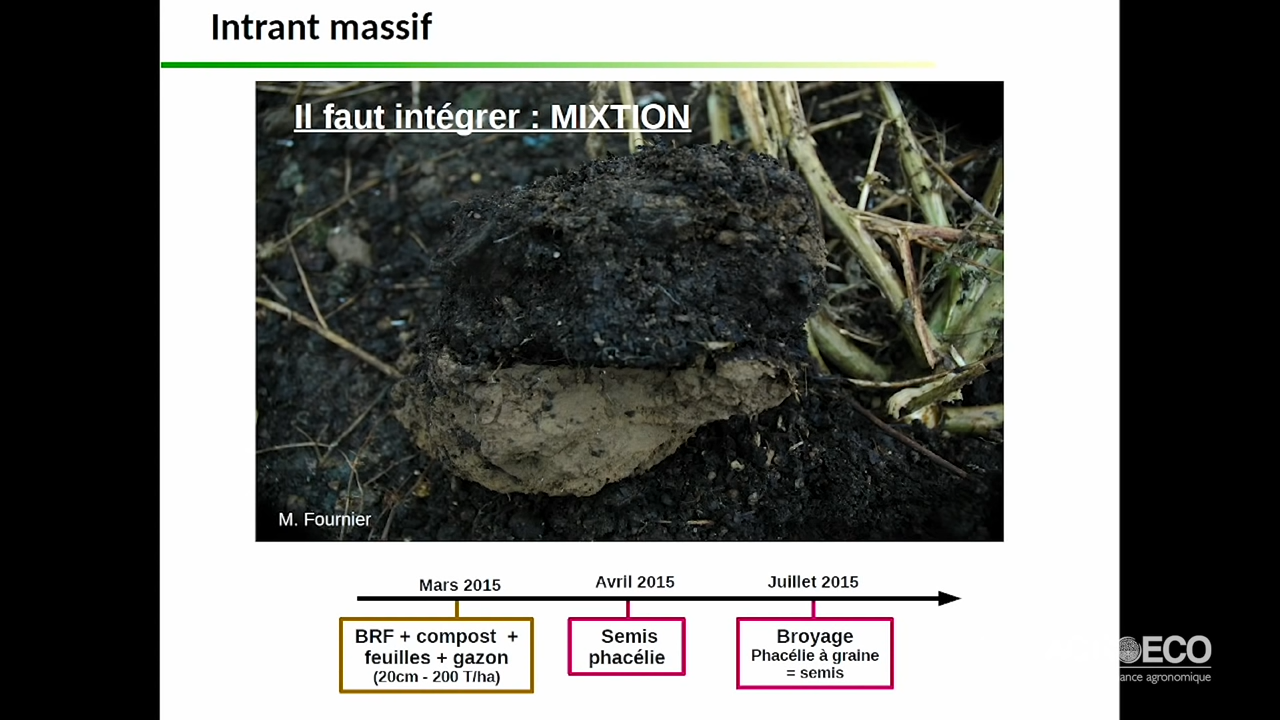 Intrant massif
Il faut intégrer : MIXTION
M. Fournier
Mars 2015
Avril 2015
Juillet 2015
BRF + compost +
feuilles + gazon
(20cm - 200 T/ha)
Semis
phacélie
Broyage
Phacélie à graine
= semis
ECO
agronomique